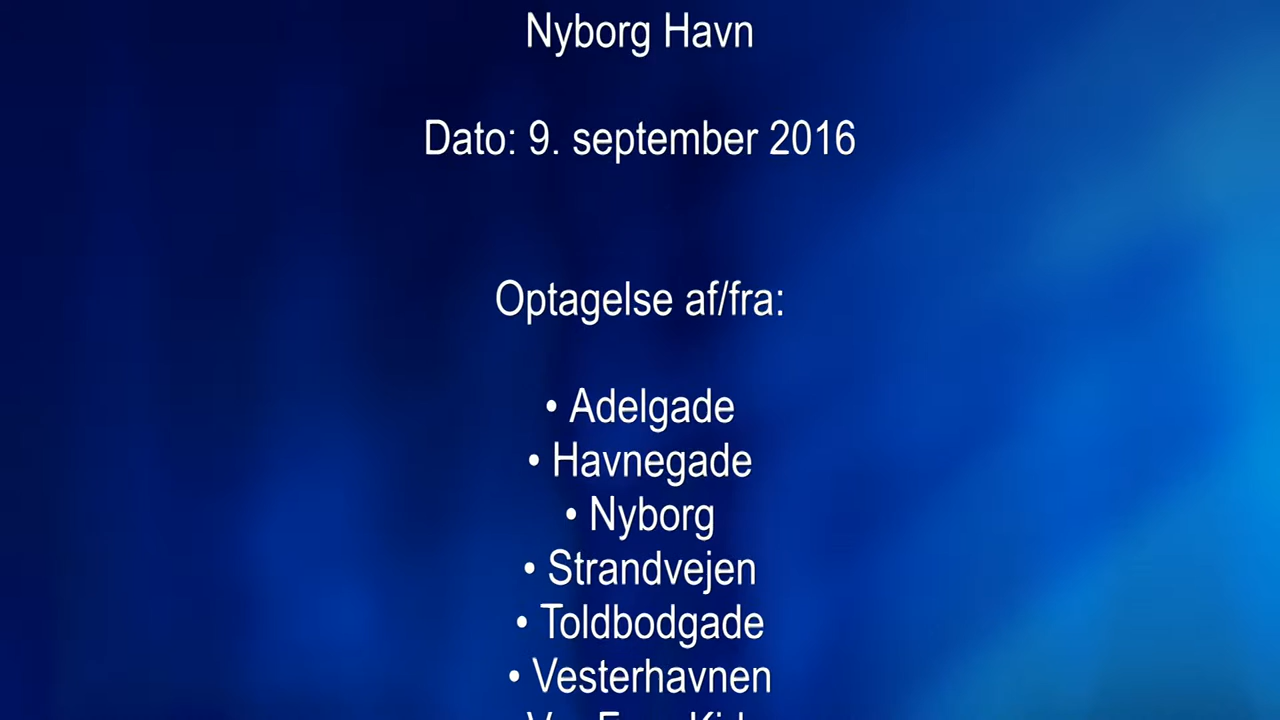 Nyborg Havn
Dato: 9. september 2016
Optagelse af/fra:
• Adelgade
• Havnegade
• Nyborg
• Strandvejen
• Toldbodgade
• Vesterhavnen